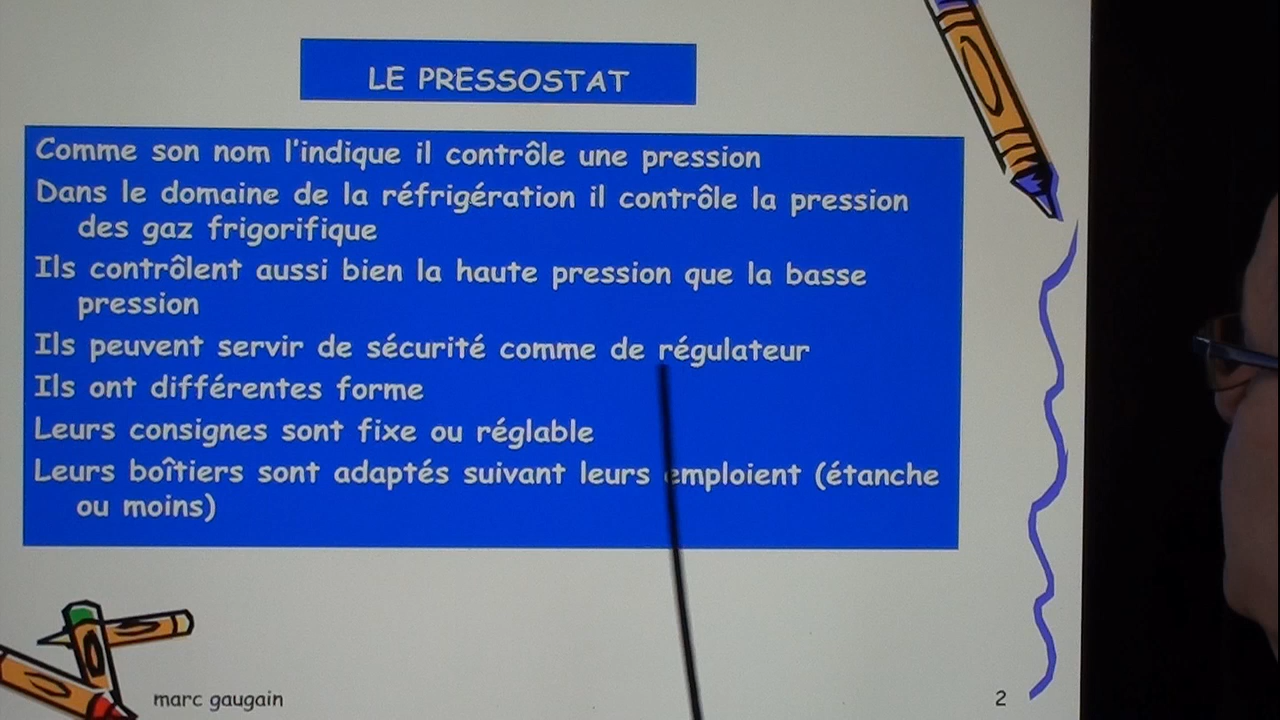 LE PRESSOSTAT
Comme son nom l'indique il contrôle une pression
Dans le domaine de la réfrigération il contrôle la pression
des gaz frigorifique
Ils contrôlent aussi bien la haute pression que la basse
pression
Ils peuvent servir de sécurité comme de régulateur
Ils ont différentes forme
Leurs consignes sont fixe ou réglable
Leurs boîtiers sont adaptés suivant leurs emploient (étanche
ou moins)
marc gaugain
2